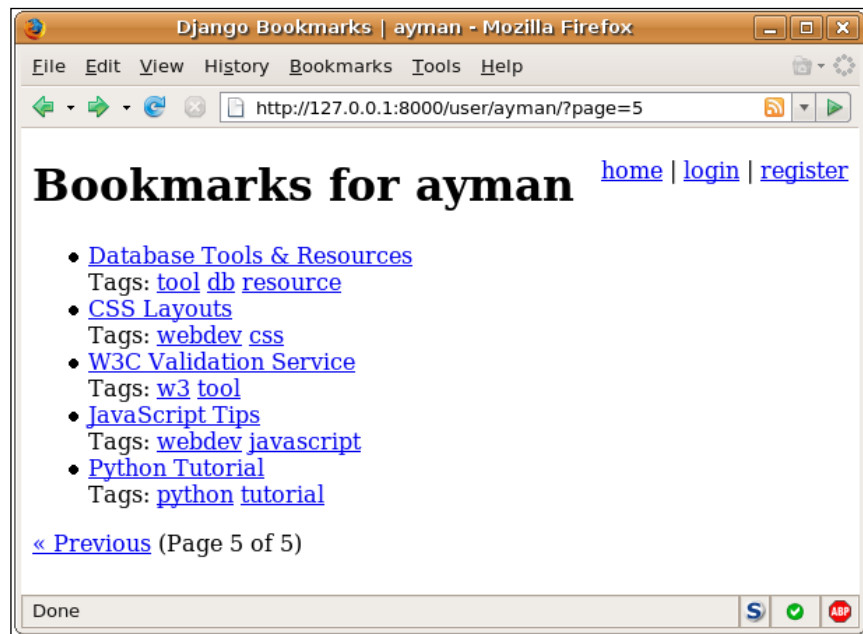 Django Bookmarks | ayman - Mozilla Firefox
File Edit View History Bookmarks Tools Help
http://127.0.0.1:8000/user/ayman/?page=5
home | login | register
Bookmarks for ayman
Database Tools & Resources
Tags: tool db resource
CSS Layouts
Tags: webdev css
W3C Validation Service
Tags: w3 tool
JavaScript Tips
Tags: webdev javascript
Python Tutorial
Tags: python tutorial
« Previous (Page 5 of 5)
Done S ABP